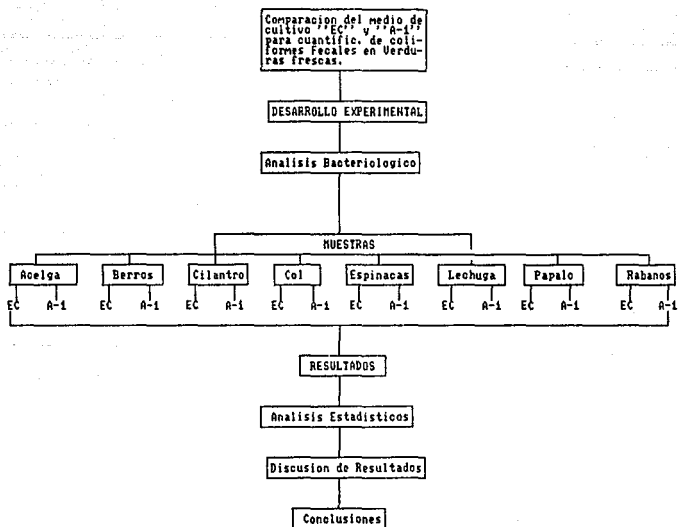 Comparacion del medio de
cultivo ''EC'' y ''A-1''
para cuantific. de coli-
formes Fecales en Verdu-
ras frescas.
DESARROLLO EXPERIMENTAL
Analisis Bacteriologico
MUESTRAS
Acelga Berros Cilantro Col Espinacas Lechuga Papalo Rabanos
EC A-1 EC A-1 EC A-1 EC A-1 EC A-1 EC A-1 EC A-1 EC A-1
RESULTADOS
Analisis Estadisticos
Discusion de Resultados
Conclusiones